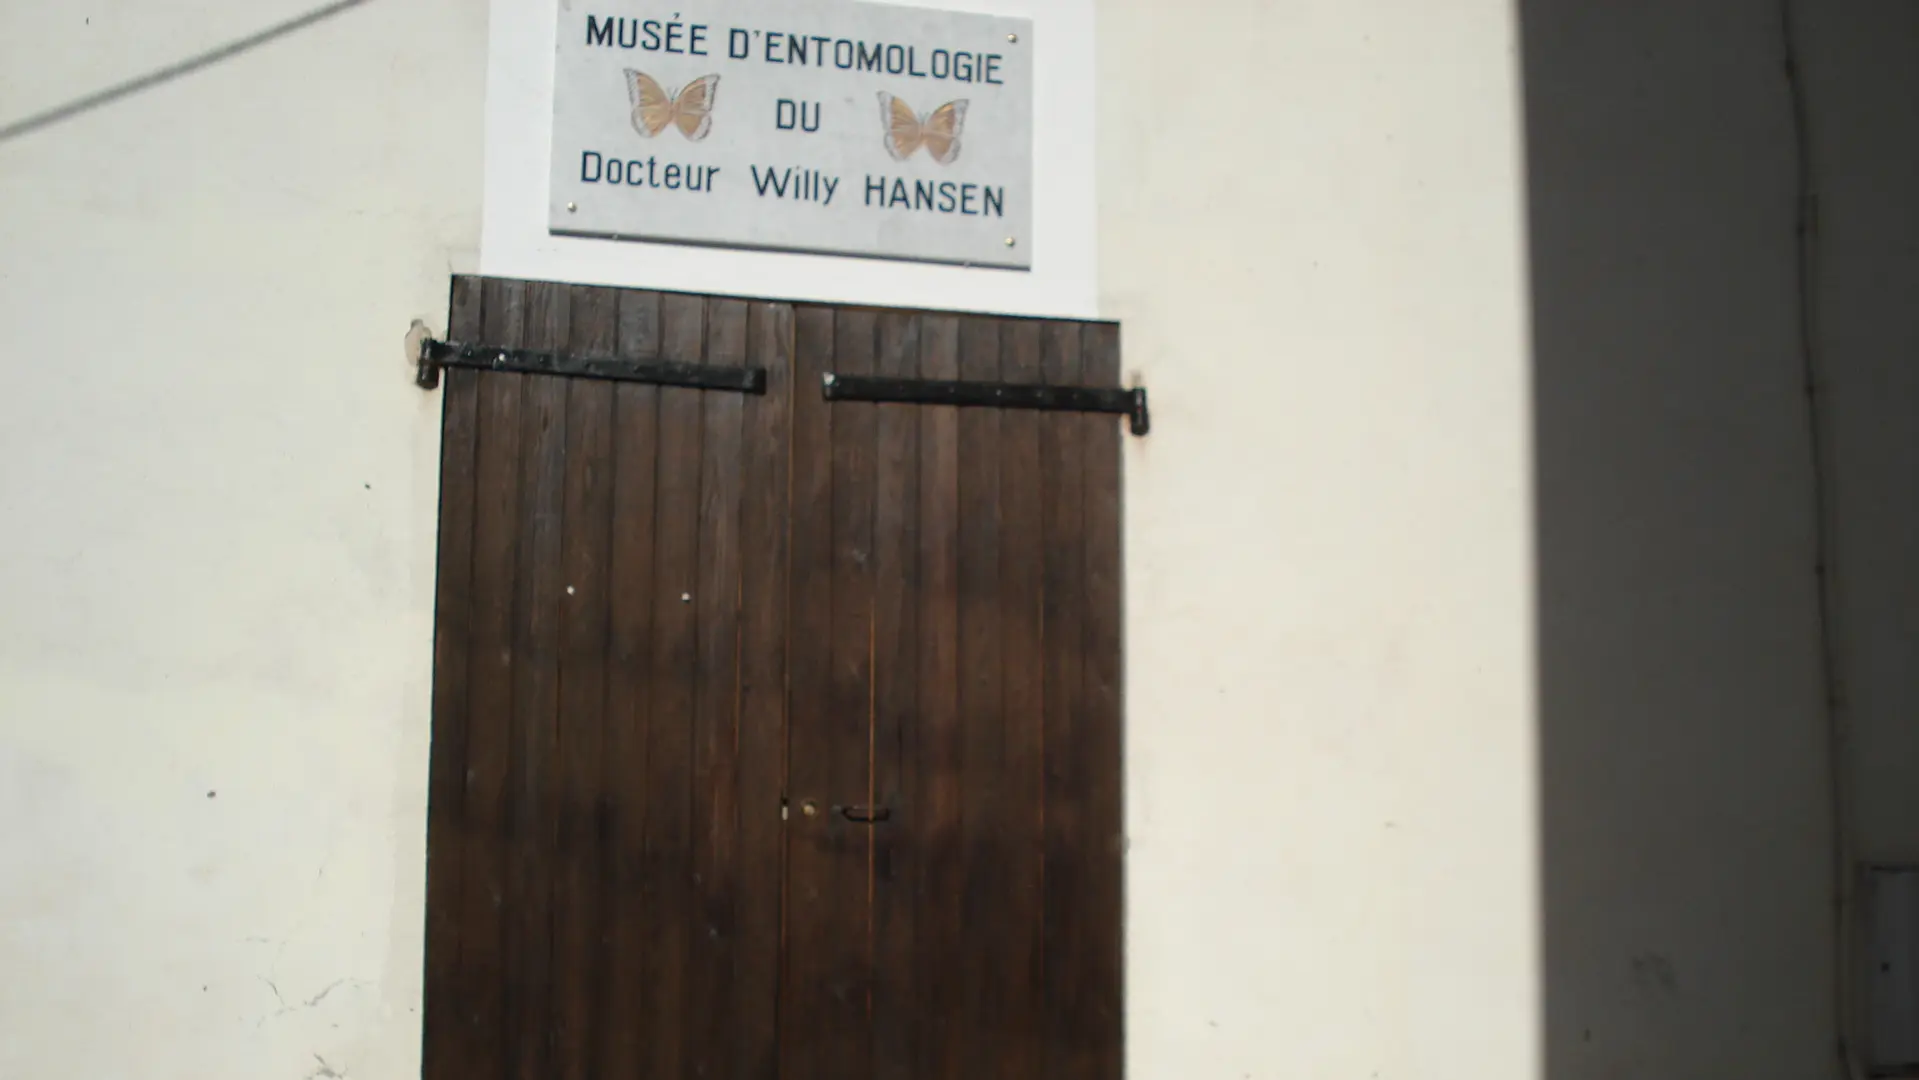 MUSÉE D'ENTOMOLOGIE
DU
Docteur Willy HANSEN